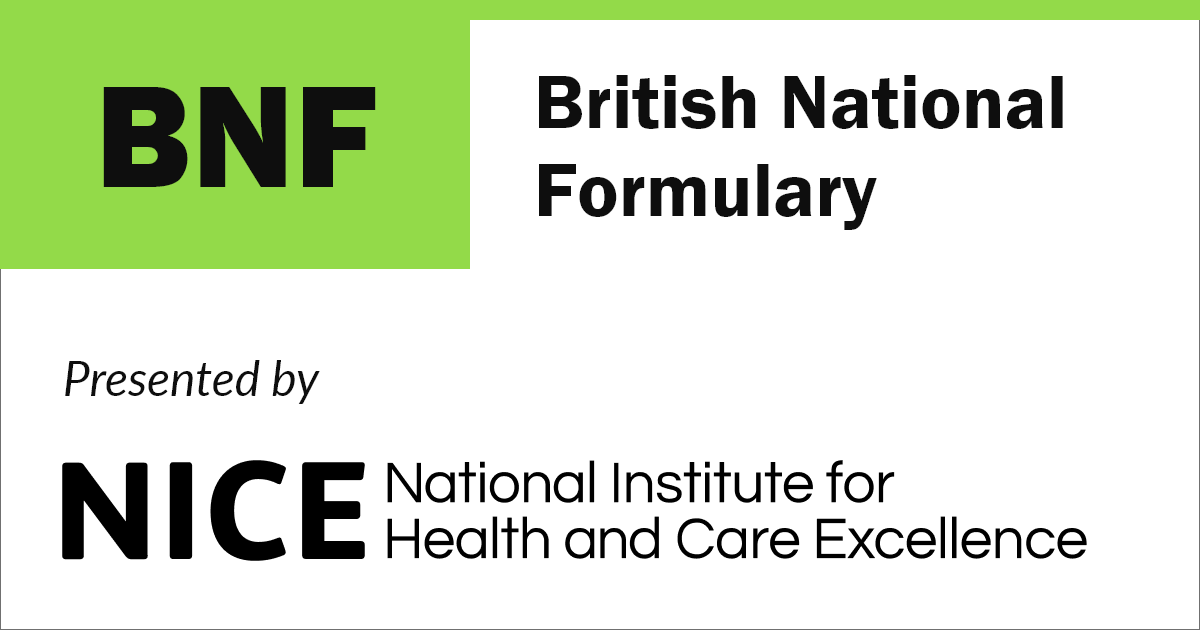 BNF
British National
Formulary
Presented by
NICE
National Institute for
Health and Care Excellence